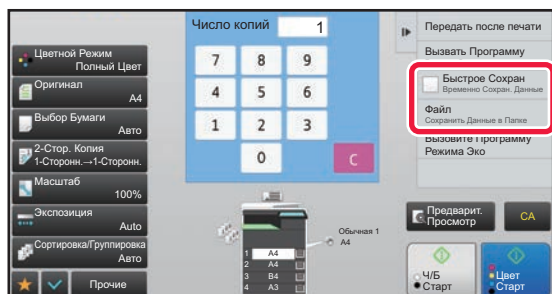 Число копий 1
Передать после печати
Вызвать Программу
Быстрое Сохран
Временно Сохран. Данные
Файл
Сохранить Данные в Папке
Вызовите Программу
Режима Эко
Цветной Режим
Полный Цвет
Оригинал
A4
Выбор Бумаги
Авто
2-Стор. Копия
1-Сторонн.→1-Сторонн.
Масштаб
100%
Экспозиция
Auto
Сортировка/Группировка
Авто
Прочие
7 8 9
4 5 6
1 2 3
0 C
Обычная 1
A4
1 A4
2 A4
3 B4
4 A3
Предварит.
Просмотр
CA
Ч/Б
Старт
Цвет
Старт